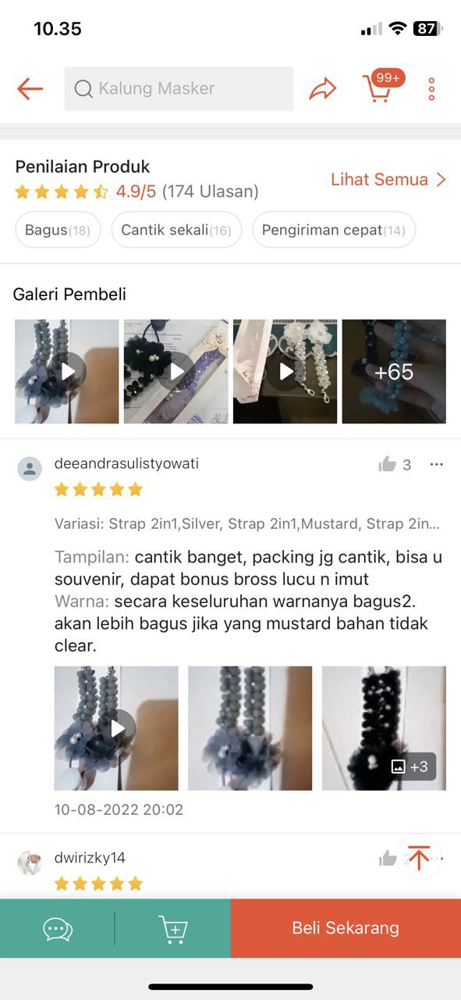 10.35
87
Kalung Masker
99+
Penilaian Produk
4.9/5 (174 Ulasan)
Lihat Semua
Bagus(18)
Cantik sekali(16)
Pengiriman cepat(14)
Galeri Pembeli
+65
deeandrasulistyowati
3
Variasi: Strap 2in1,Silver, Strap 2in1,Mustard, Strap 2in...
Tampilan: cantik banget, packing jg cantik, bisa u
souvenir, dapat bonus bross lucu n imut
Warna: secara keseluruhan warnanya bagus2.
akan lebih bagus jika yang mustard bahan tidak
clear.
+3
10-08-2022 20:02
dwirizky14
Beli Sekarang